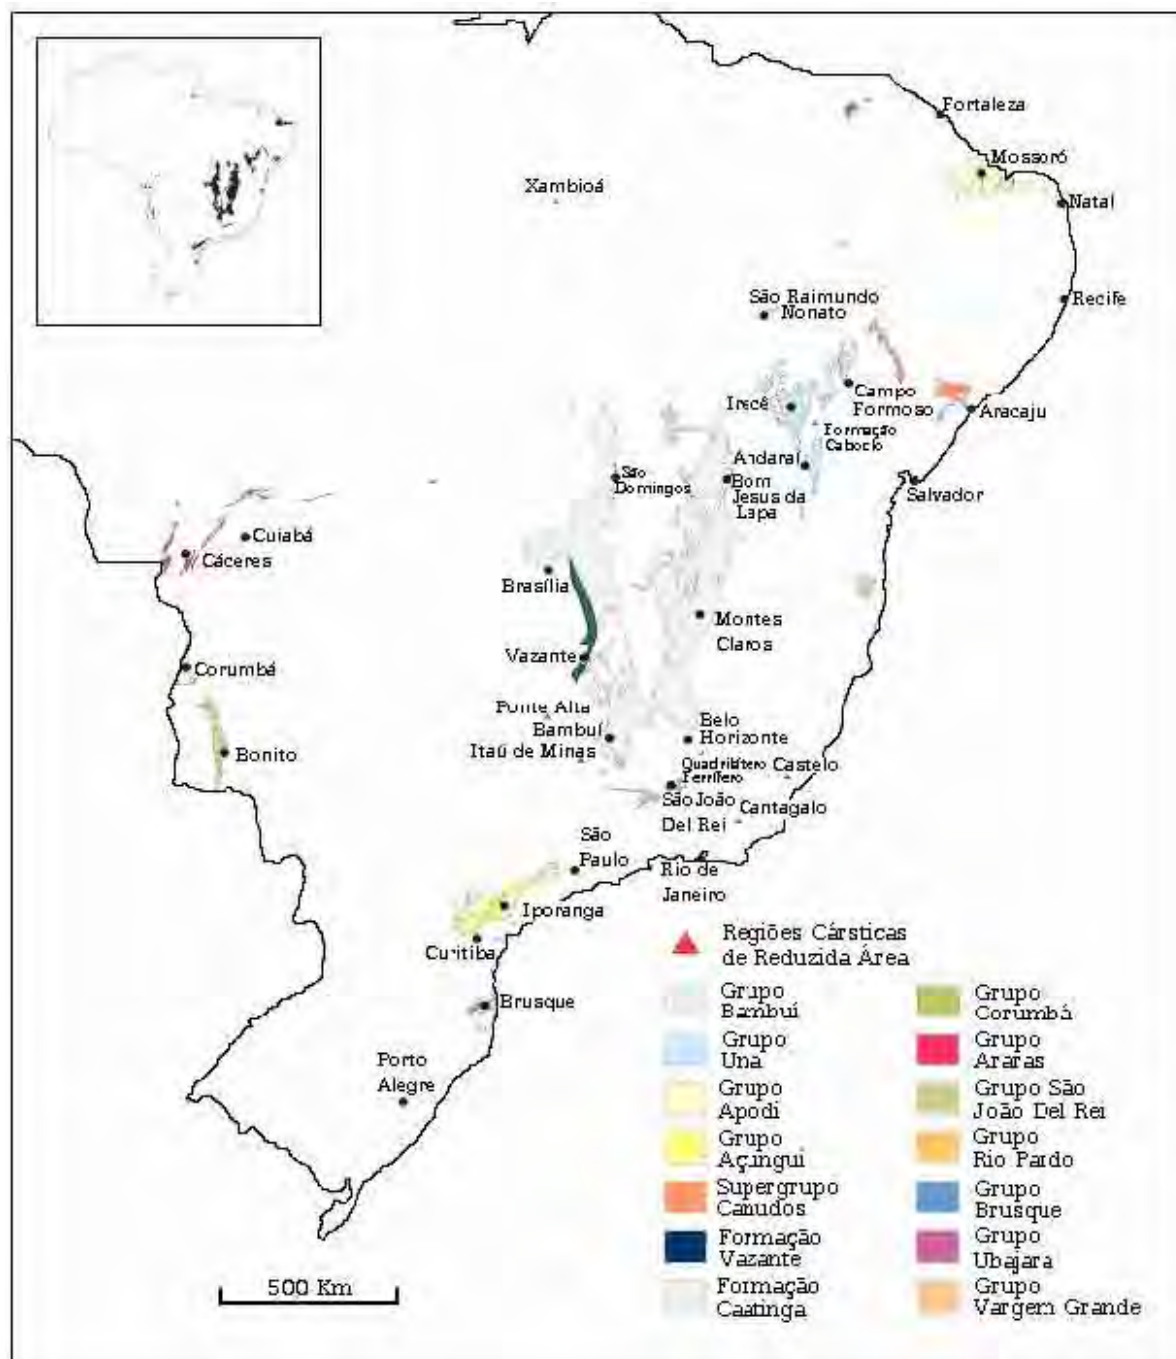 Fortaleza
Mossoró
Xambioá
Natal
São Raimundo
Nonato
Recife
Irecê
Campo
Formoso
Aracaju
Formação
Caboclo
São
Domingos
Andaraí
Bom
Jesus da
Lapa
Salvador
Cuiabá
Cáceres
Brasília
Montes
Claros
Vazante
Corumbá
Ponte Alta
Bambuí
Itaú de Minas
Belo
Horizonte
Bonito
Quadrilátero
Ferrífero
Castelo
São João
Del Rei
Cantagalo
São
Paulo
Rio de
Janeiro
Iporanga
Curitiba
Brusque
Porto
Alegre
Regiões Cársticas
de Reduzida Área
Grupo
Bambuí
Grupo
Una
Grupo
Apodi
Grupo
Açungui
Supergrupo
Canudos
Formação
Vazante
Formação
Caatinga
Grupo
Corumbá
Grupo
Araras
Grupo São
João Del Rei
Grupo
Rio Pardo
Grupo
Brusque
Grupo
Ubajara
Grupo
Vargem Grande
500 Km